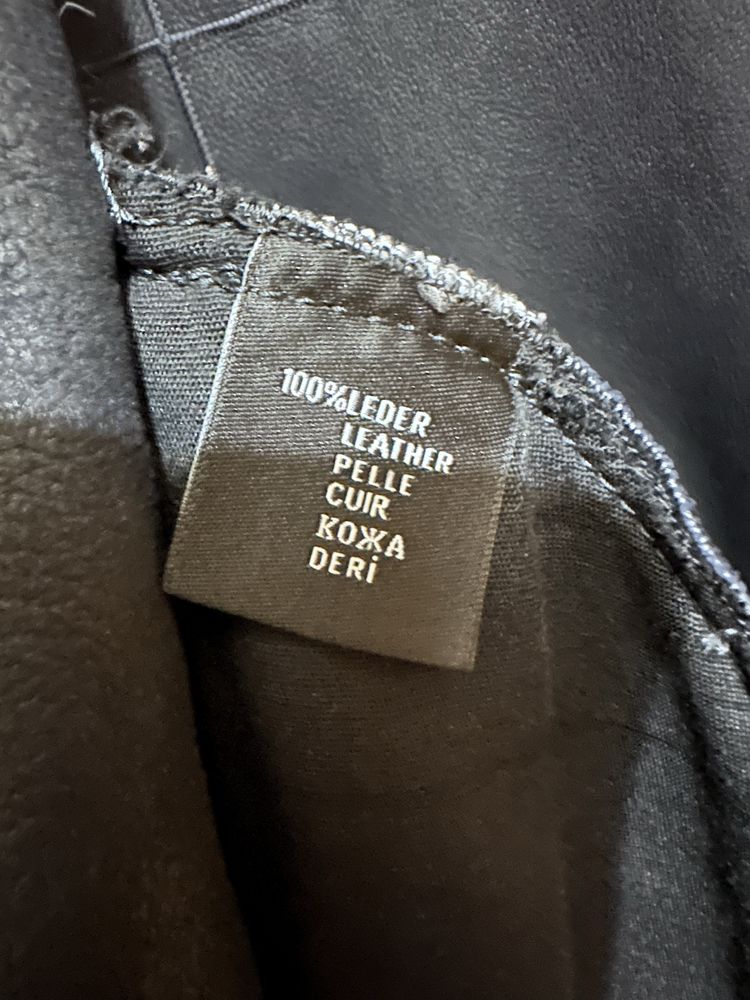 100%LEDER
LEATHER
PELLE
CUIR
КОЖА
DERİ